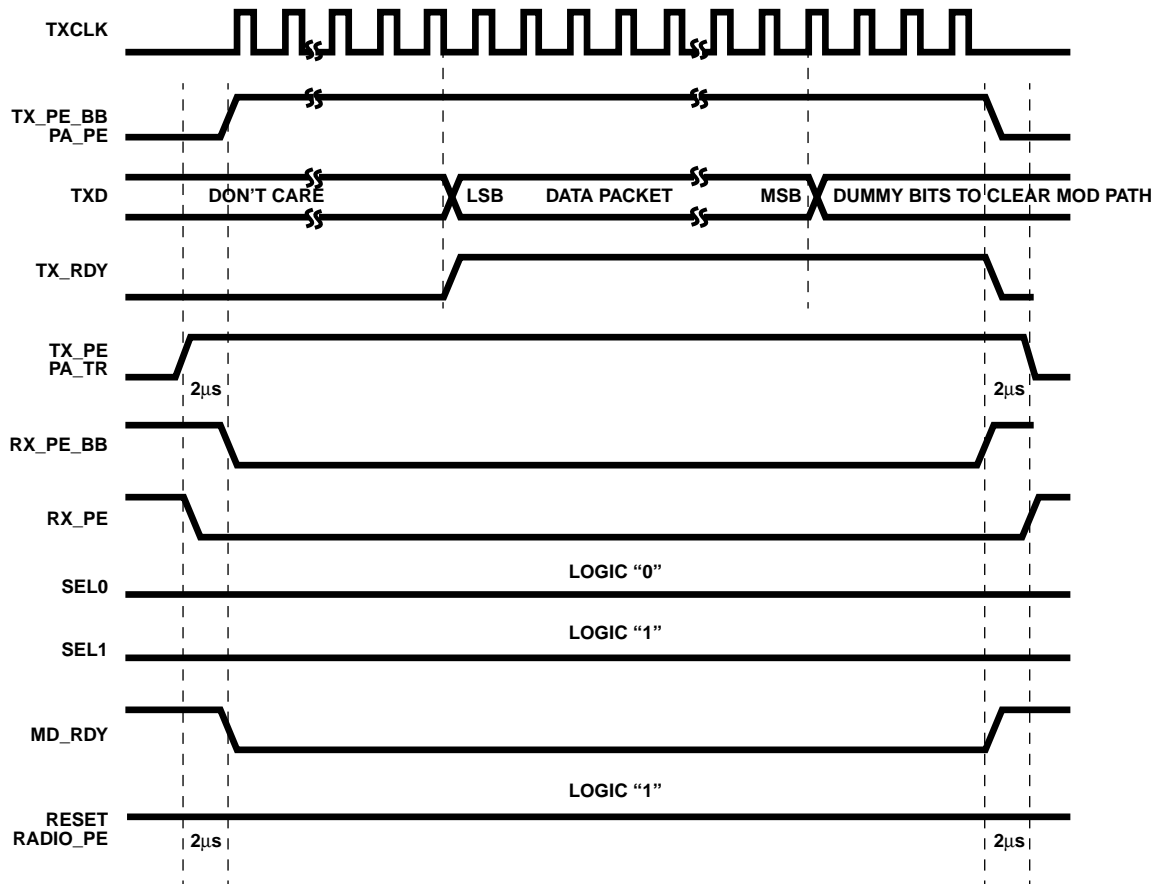 TXCLK
TX_PE_BB
PA_PE
TXD
DON’T CARE
LSB
DATA PACKET
MSB
DUMMY BITS TO CLEAR MOD PATH
TX_RDY
TX_PE
PA_TR
2µs
2µs
RX_PE_BB
RX_PE
SEL0
LOGIC “0”
SEL1
LOGIC “1”
MD_RDY
LOGIC “1”
RESET
RADIO_PE
2µs
2µs